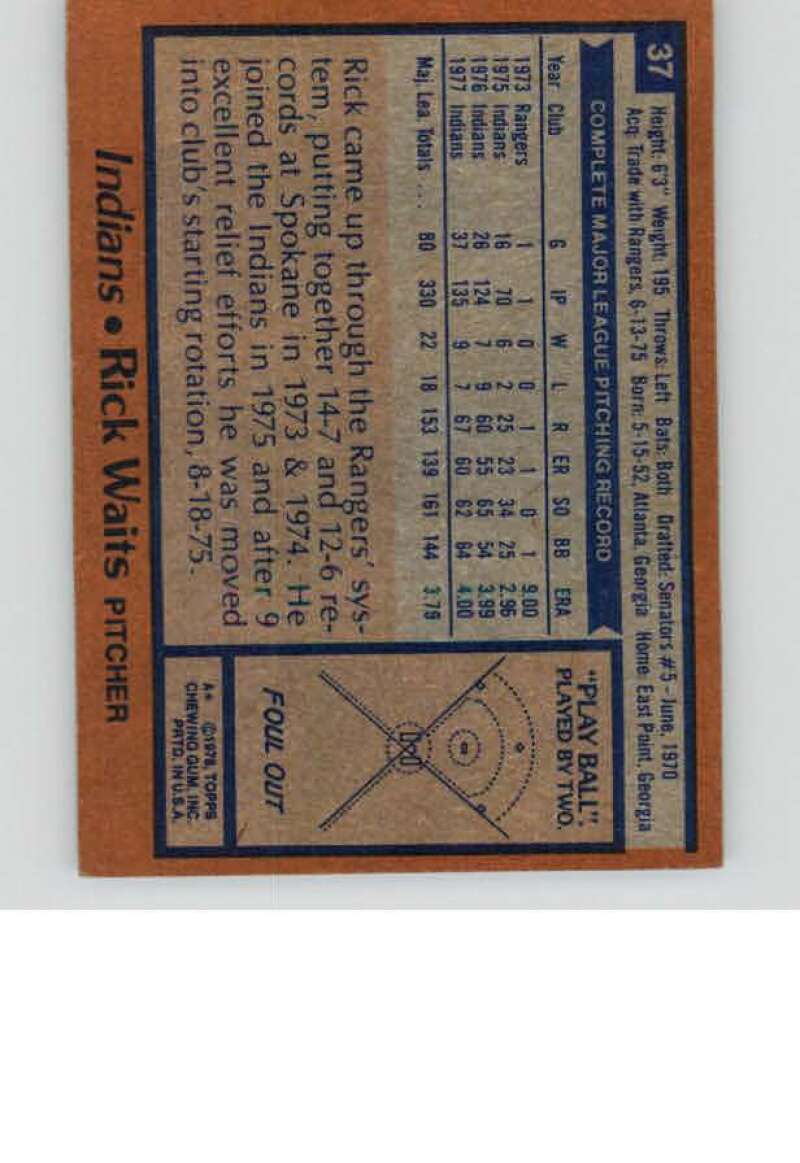 37
Height: 6'3" Weight: 195 Throws: Left Bats: Both Drafted: Senators #5 - June, 1970
Acq: Trade with Rangers, 6-13-75 Born: 5-15-52, Atlanta, Georgia Home: East Point, Georgia
COMPLETE MAJOR LEAGUE PITCHING RECORD
Year Club G IP W L R ER SO BB ERA
1973 Rangers 1 1 0 0 1 1 0 1 9.00
1975 Indians 16 70 6 2 25 23 34 25 2.96
1976 Indians 26 124 7 9 60 55 65 54 3.99
1977 Indians 37 135 9 7 67 60 62 64 4.00
Maj. Lea. Totals ... 80 330 22 18 153 139 161 144 3.79
Rick came up through the Rangers' sys-
tem, putting together 14-7 and 12-6 re-
cords at Spokane in 1973 & 1974. He
joined the Indians in 1975 and after 9
excellent relief efforts he was moved
into club's starting rotation, 8-18-75.
"PLAY BALL":
PLAYED BY TWO.
FOUL OUT
A* ©1978, TOPPS
CHEWING GUM, INC.
PRTD. IN U.S.A.
Indians • Rick Waits PITCHER